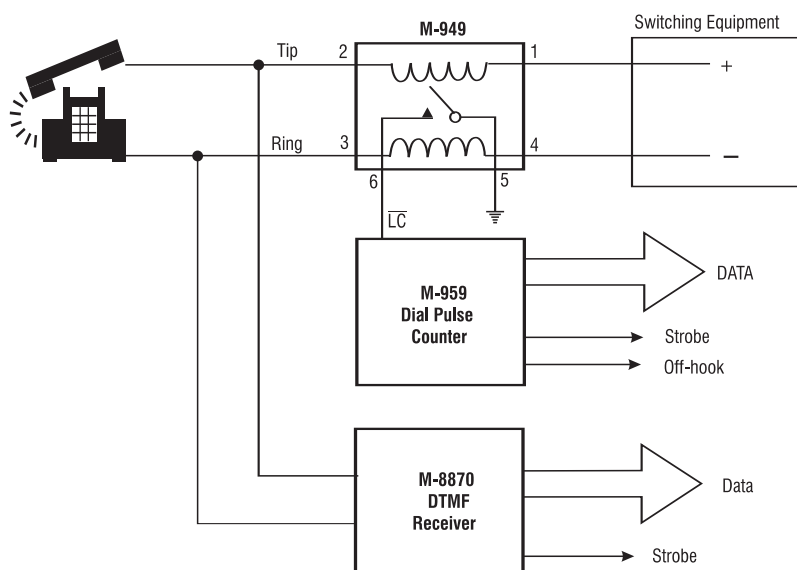 Switching Equipment
M-949
Tip
2
1
+
Ring
3
4
−
6
5
L̅C̅
M-959
Dial Pulse
Counter
DATA
Strobe
Off-hook
M-8870
DTMF
Receiver
Data
Strobe